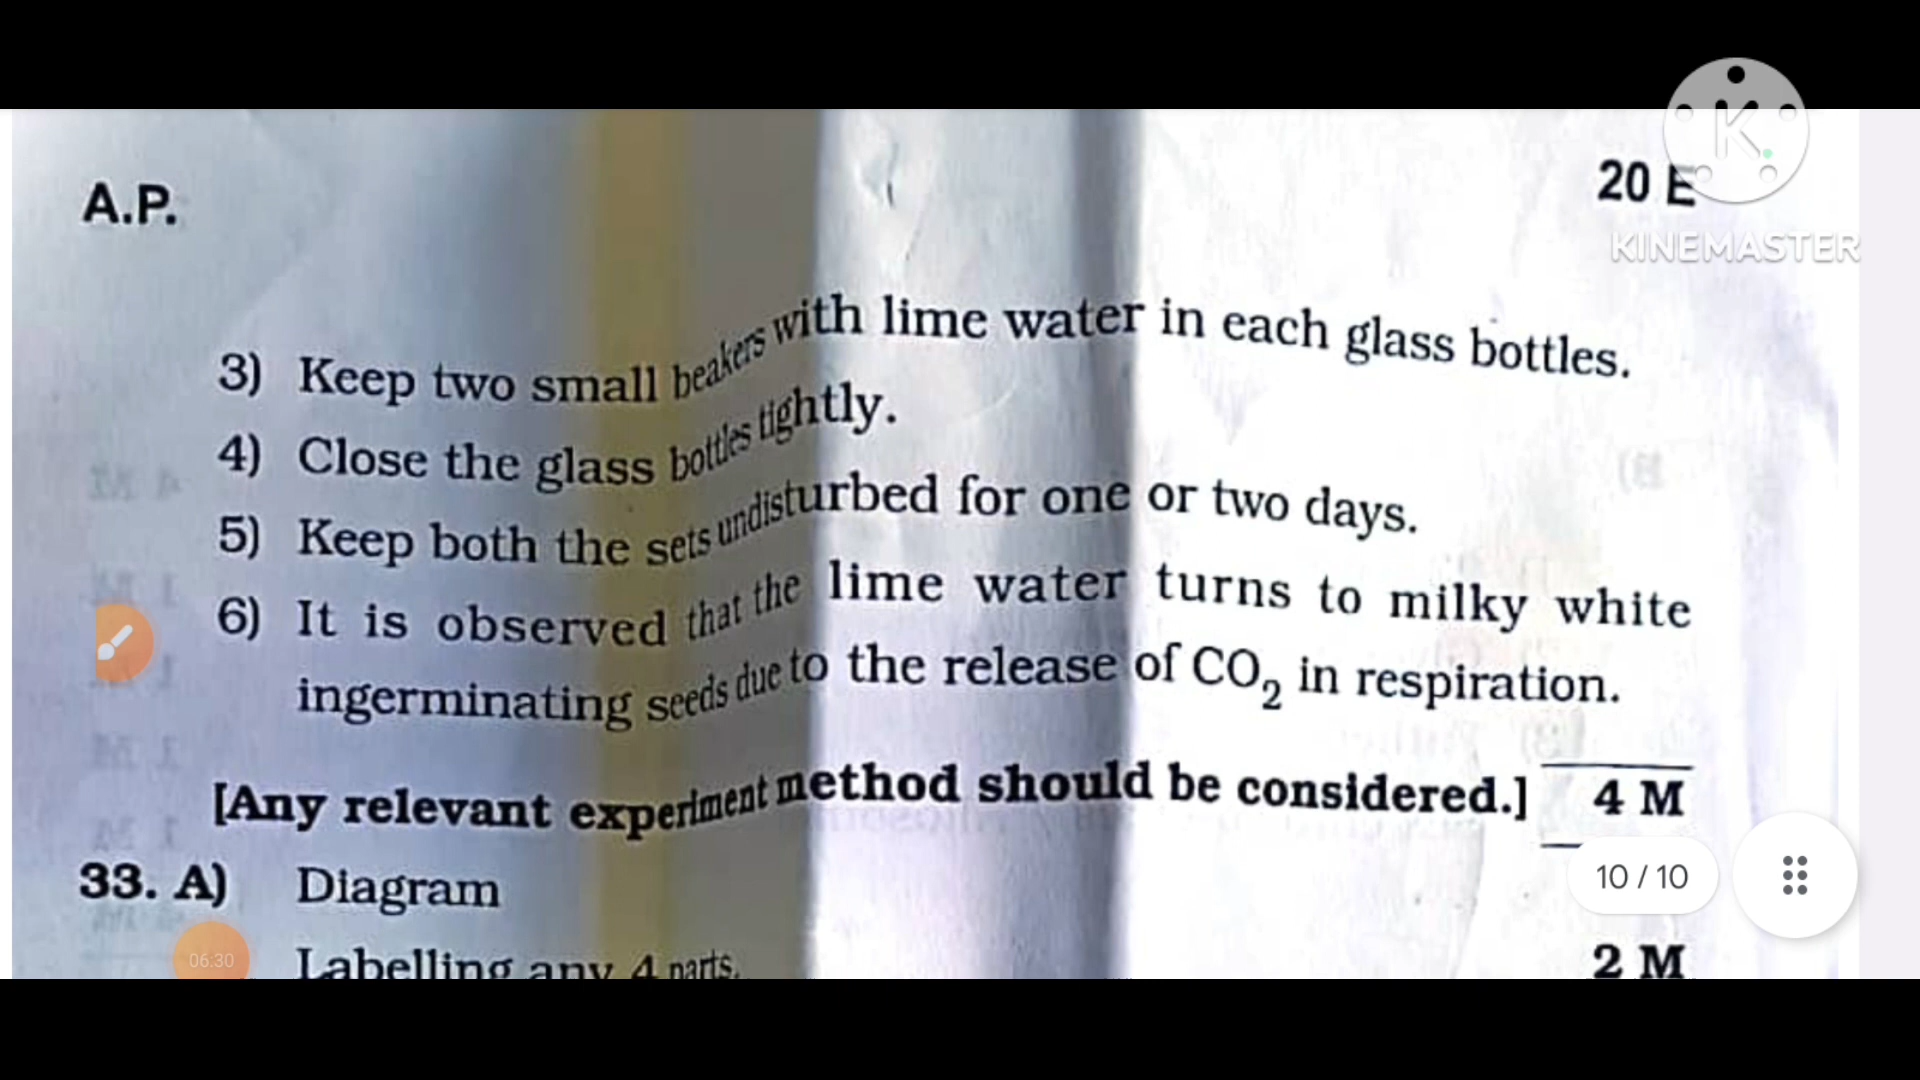 A.P.
20 E
KINEMASTER
3) Keep two small beakers with lime water in each glass bottles.
4) Close the glass bottles tightly.
5) Keep both the sets undisturbed for one or two days.
6) It is observed that the lime water turns to milky white
ingerminating seeds due to the release of CO₂ in respiration.
[Any relevant experiment method should be considered.] 4 M
10 / 10
33. A) Diagram
06:30
Labelling any 4 parts. 2 M